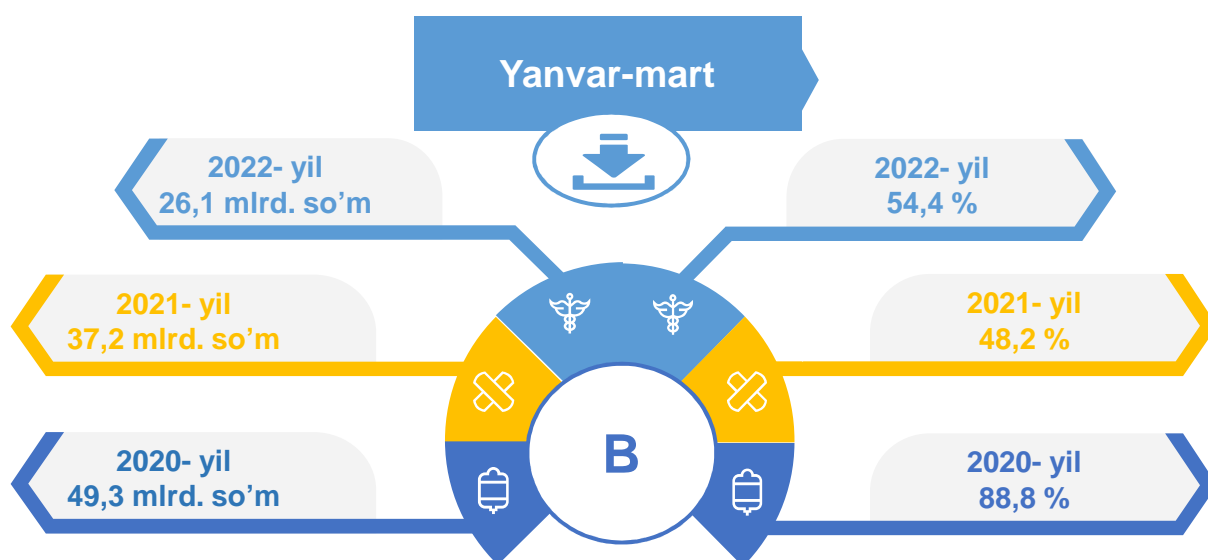 Yanvar-mart
2022- yil
26,1 mlrd. so’m
2022- yil
54,4 %
2021- yil
37,2 mlrd. so’m
2021- yil
48,2 %
B
2020- yil
49,3 mlrd. so’m
2020- yil
88,8 %